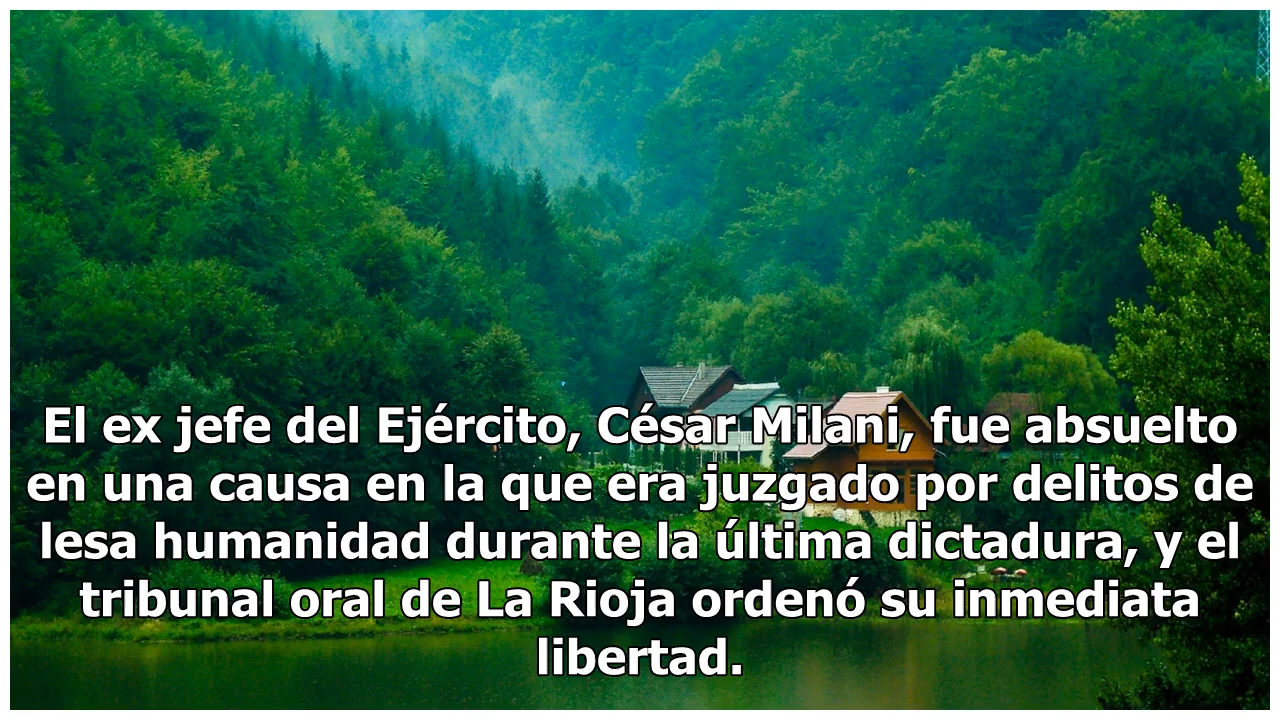 El ex jefe del Ejército, César Milani, fue absuelto
en una causa en la que era juzgado por delitos de
lesa humanidad durante la última dictadura, y el
tribunal oral de La Rioja ordenó su inmediata
libertad.